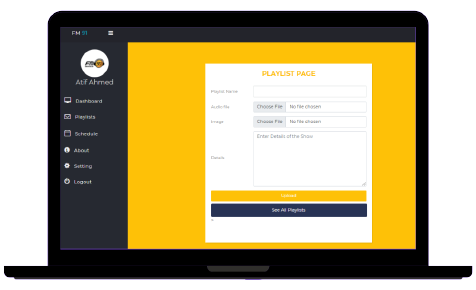 FM 91
Atif Ahmed
Dashboard
Playlists
Schedule
About
Setting
Logout
PLAYLIST PAGE
Playlist Name
Audio file
Choose File No file chosen
Image
Choose File No file chosen
Details
Enter Details of the Show
Upload
See All Playlists